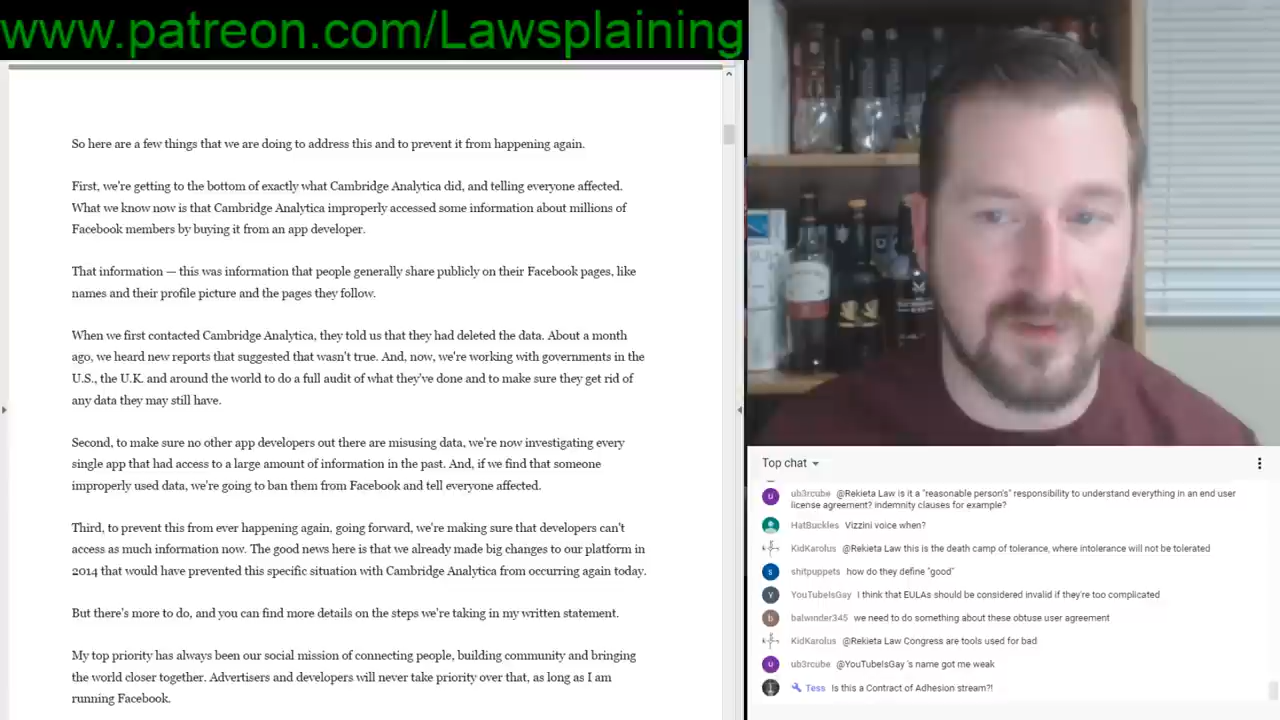 www.patreon.com/Lawsplaining
So here are a few things that we are doing to address this and to prevent it from happening again.
First, we're getting to the bottom of exactly what Cambridge Analytica did, and telling everyone affected.
What we know now is that Cambridge Analytica improperly accessed some information about millions of
Facebook members by buying it from an app developer.
That information — this was information that people generally share publicly on their Facebook pages, like
names and their profile picture and the pages they follow.
When we first contacted Cambridge Analytica, they told us that they had deleted the data. About a month
ago, we heard new reports that suggested that wasn't true. And, now, we're working with governments in the
U.S., the U.K. and around the world to do a full audit of what they've done and to make sure they get rid of
any data they may still have.
Second, to make sure no other app developers out there are misusing data, we're now investigating every
single app that had access to a large amount of information in the past. And, if we find that someone
improperly used data, we're going to ban them from Facebook and tell everyone affected.
Third, to prevent this from ever happening again, going forward, we're making sure that developers can't
access as much information now. The good news here is that we already made big changes to our platform in
2014 that would have prevented this specific situation with Cambridge Analytica from occurring again today.
But there's more to do, and you can find more details on the steps we're taking in my written statement.
My top priority has always been our social mission of connecting people, building community and bringing
the world closer together. Advertisers and developers will never take priority over that, as long as I am
running Facebook.
Top chat
ub3rcube @Rekieta Law is it a "reasonable person's" responsibility to understand everything in an end user
license agreement? indemnity clauses for example?
HatBuckles Vizzini voice when?
KidKarolus @Rekieta Law this is the death camp of tolerance, where intolerance will not be tolerated
shitpuppets how do they define "good"
YouTubeIsGay I think that EULAs should be considered invalid if they're too complicated
balwinder345 we need to do something about these obtuse user agreement
KidKarolus @Rekieta Law Congress are tools used for bad
ub3rcube @YouTubeIsGay 's name got me weak
Tess Is this a Contract of Adhesion stream?!